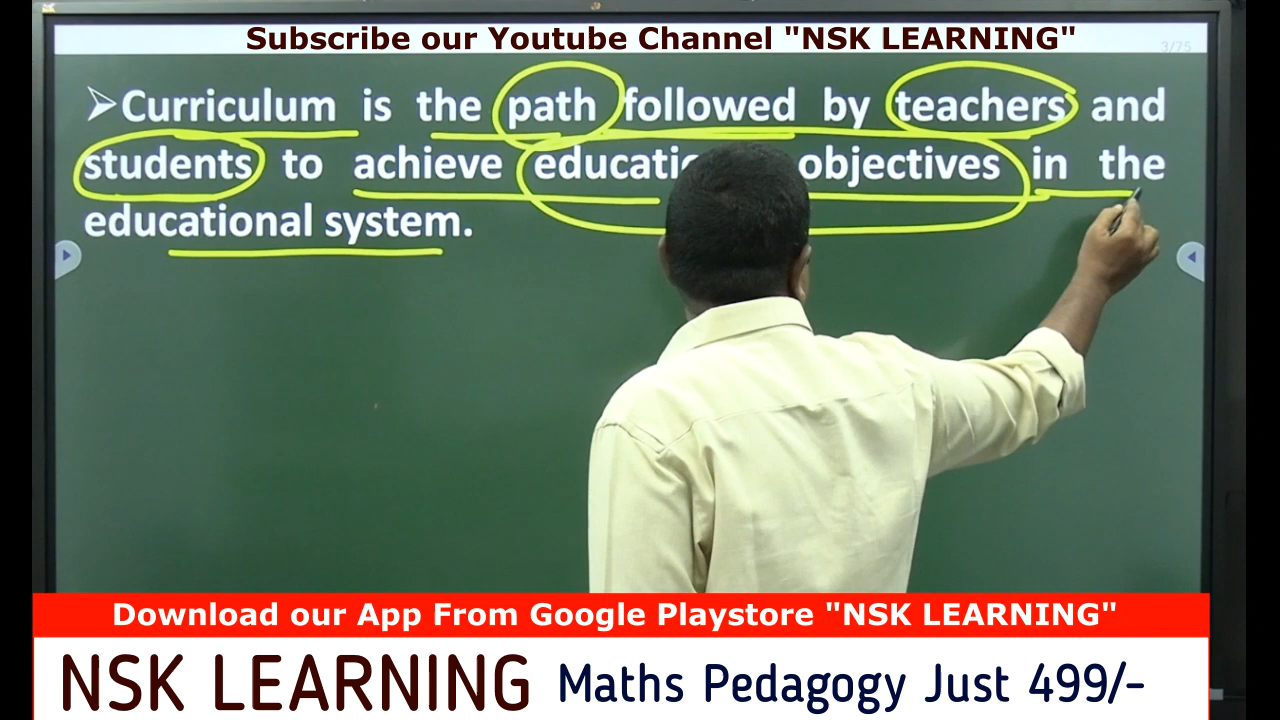 Subscribe our Youtube Channel "NSK LEARNING"
3/75
➢Curriculum is the path followed by teachers and
students to achieve objectives in the
educational system.
Download our App From Google Playstore "NSK LEARNING"
NSK LEARNING Maths Pedagogy Just 499/-